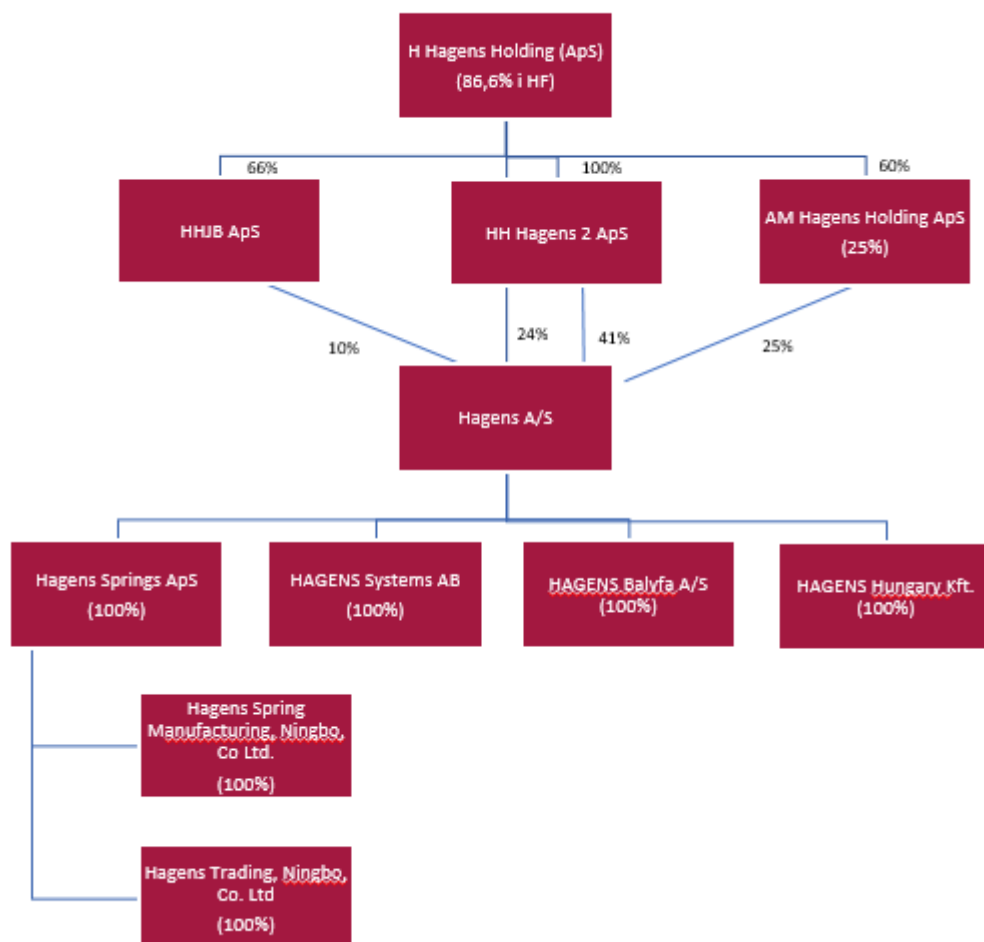 H Hagens Holding (ApS)
(86,6% i HF)
66%
100%
60%
HHJB ApS
HH Hagens 2 ApS
AM Hagens Holding ApS
(25%)
10%
24%
41%
25%
Hagens A/S
Hagens Springs ApS
(100%)
HAGENS Systems AB
(100%)
HAGENS Balyfa A/S
(100%)
HAGENS Hungary Kft.
(100%)
Hagens Spring
Manufacturing, Ningbo,
Co Ltd.
(100%)
Hagens Trading, Ningbo,
Co. Ltd
(100%)